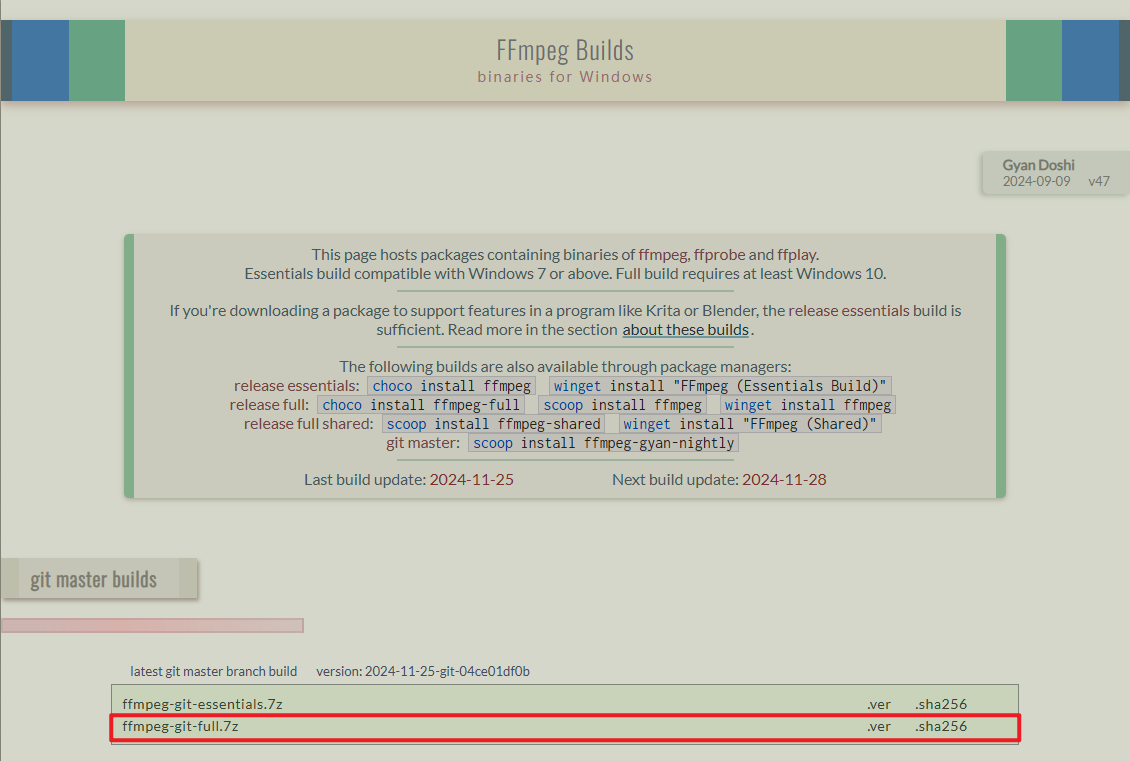 FFmpeg Builds
binaries for Windows
Gyan Doshi
2024-09-09 v47
This page hosts packages containing binaries of ffmpeg, ffprobe and ffplay.
Essentials build compatible with Windows 7 or above. Full build requires at least Windows 10.
If you're downloading a package to support features in a program like Krita or Blender, the release essentials build is
sufficient. Read more in the section about these builds.
The following builds are also available through package managers:
release essentials: choco install ffmpeg winget install "FFmpeg (Essentials Build)"
release full: choco install ffmpeg-full scoop install ffmpeg winget install ffmpeg
release full shared: scoop install ffmpeg-shared winget install "FFmpeg (Shared)"
git master: scoop install ffmpeg-gyan-nightly
Last build update: 2024-11-25 Next build update: 2024-11-28
git master builds
latest git master branch build version: 2024-11-25-git-04ce01df0b
ffmpeg-git-essentials.7z .ver .sha256
ffmpeg-git-full.7z .ver .sha256